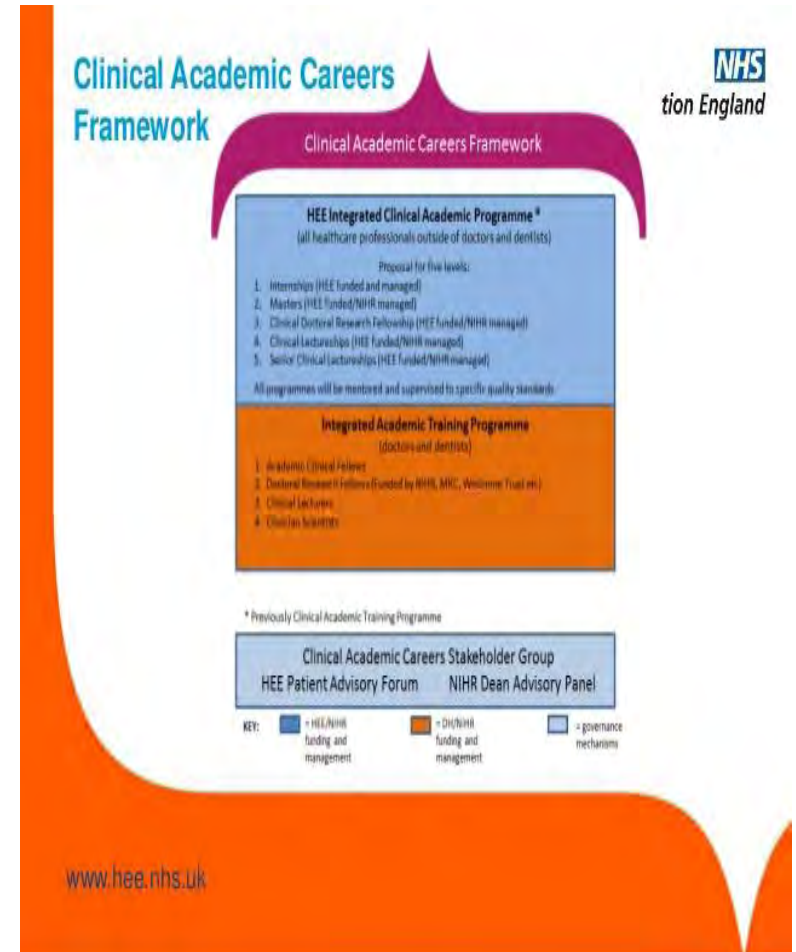 Clinical Academic Careers
Framework
NHS
tion England
Clinical Academic Careers Framework
HEE Integrated Clinical Academic Programme *
(all healthcare professionals outside of doctors and dentists)
Proposal for five levels:
1. Internships (HEE funded and managed)
2. Masters (HEE funded/NIHR managed)
3. Clinical Doctoral Research Fellowship (HEE funded/NIHR managed)
4. Clinical Lectureships (HEE funded/NIHR managed)
5. Senior Clinical Lectureships (HEE funded/NIHR managed)
All programmes will be mentored and supervised to specific quality standards
Integrated Academic Training Programme
(doctors and dentists)
1. Academic Clinical Fellows
2. Doctoral Research Fellows (Funded by NIHR, MRC, Wellcome Trust etc.)
3. Clinical Lecturers
4. Clinician Scientists
* Previously Clinical Academic Training Programme
Clinical Academic Careers Stakeholder Group
HEE Patient Advisory Forum NIHR Dean Advisory Panel
KEY: = HEE/NIHR funding and management
= DH/NIHR funding and management
= governance mechanisms
www.hee.nhs.uk